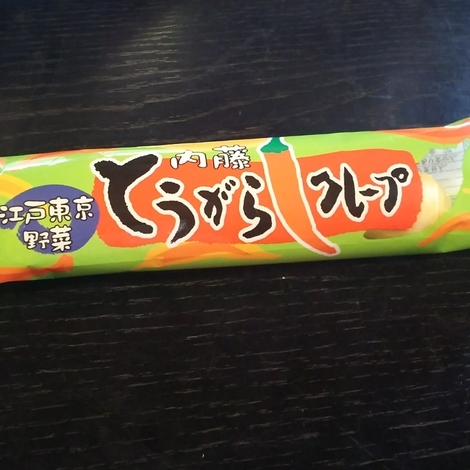 江戸東京
野菜
内藤
とうがらし
クレープ